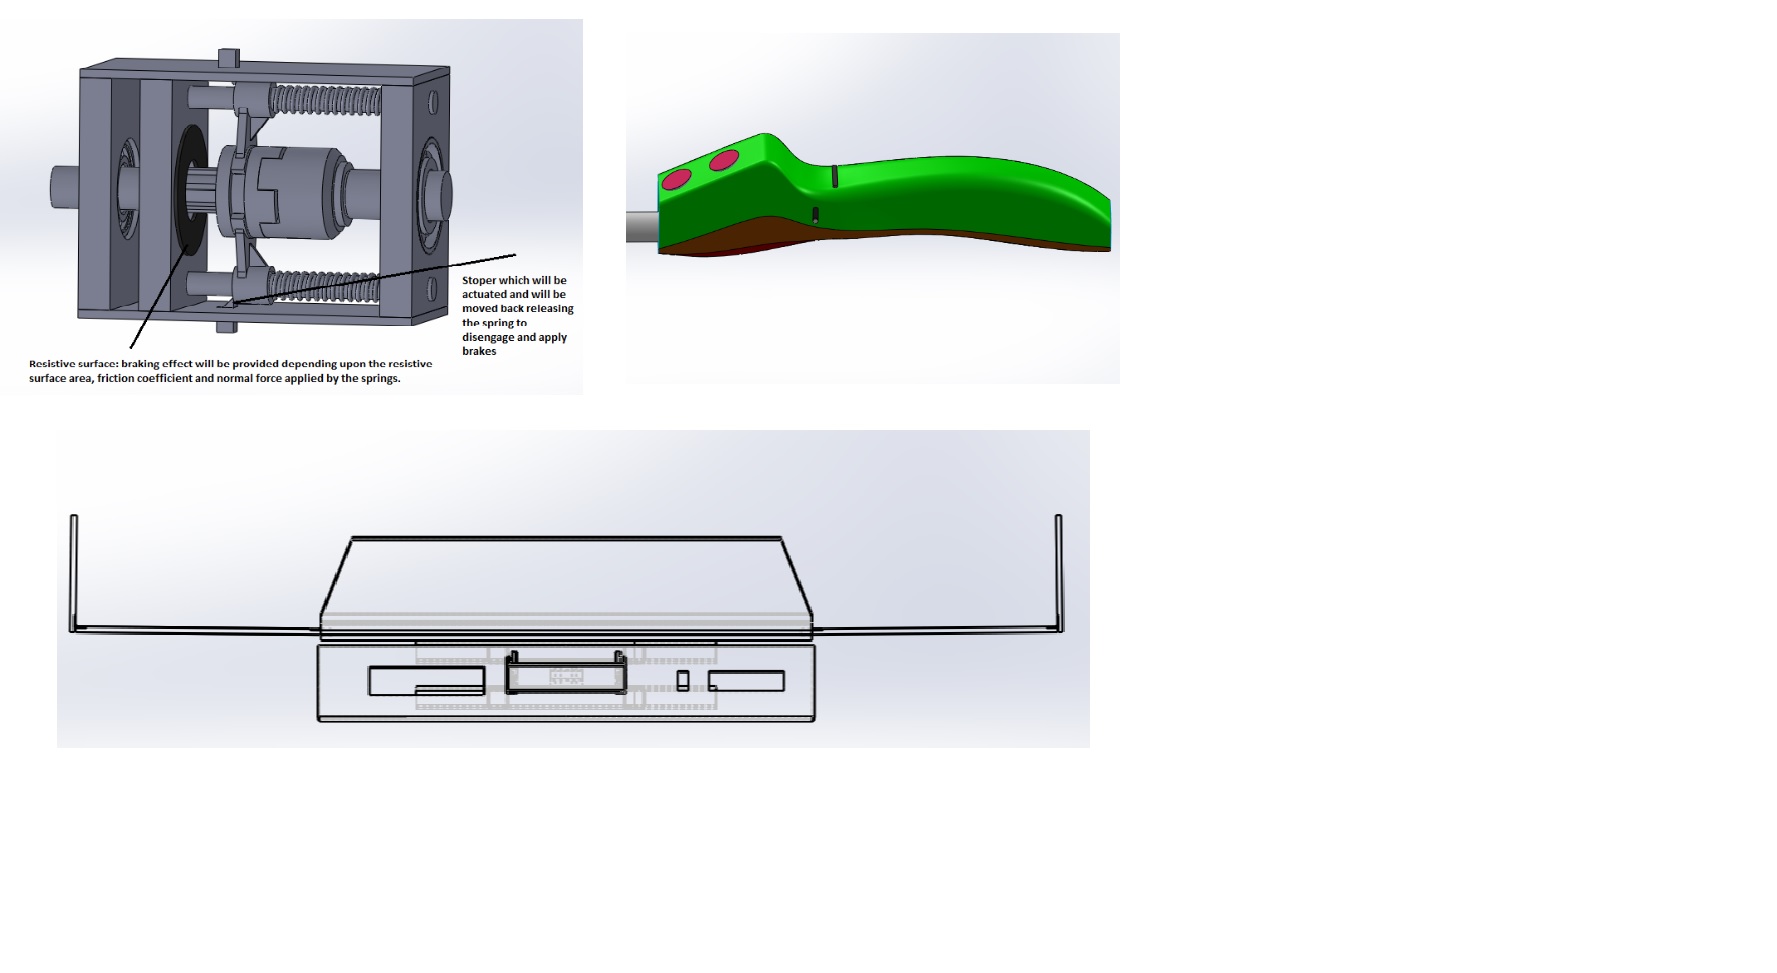 Stoper which will be
actuated and will be
moved back releasing
the spring to
disengage and apply
brakes
Resistive surface: braking effect will be provided depending upon the resistive
surface area, friction coefficient and normal force applied by the springs.